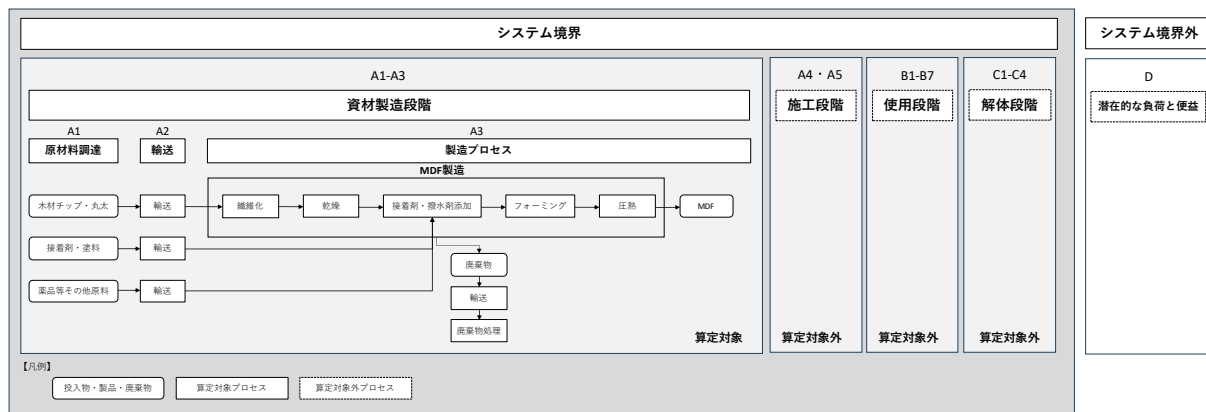 システム境界
システム境界外
A1-A3
A4・A5
B1-B7
C1-C4
D
資材製造段階
施工段階
使用段階
解体段階
潜在的な負荷と便益
A1
A2
A3
原材料調達
輸送
製造プロセス
MDF製造
木材チップ・丸太
輸送
繊維化
乾燥
接着剤・撥水剤添加
フォーミング
圧熱
MDF
接着剤・塗料
輸送
廃棄物
薬品等その他原料
輸送
輸送
廃棄物処理
算定対象
算定対象外
算定対象外
算定対象外
【凡例】
投入物・製品・廃棄物
算定対象プロセス
算定対象外プロセス